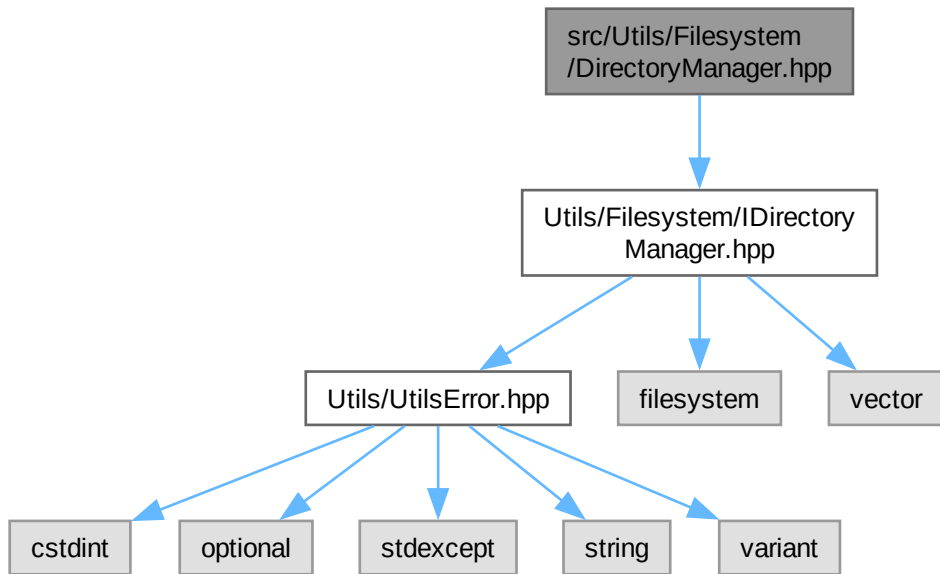 src/Utils/Filesystem
/DirectoryManager.hpp
Utils/Filesystem/IDirectory
Manager.hpp
Utils/UtilsError.hpp
filesystem
vector
cstdint
optional
stdexcept
string
variant